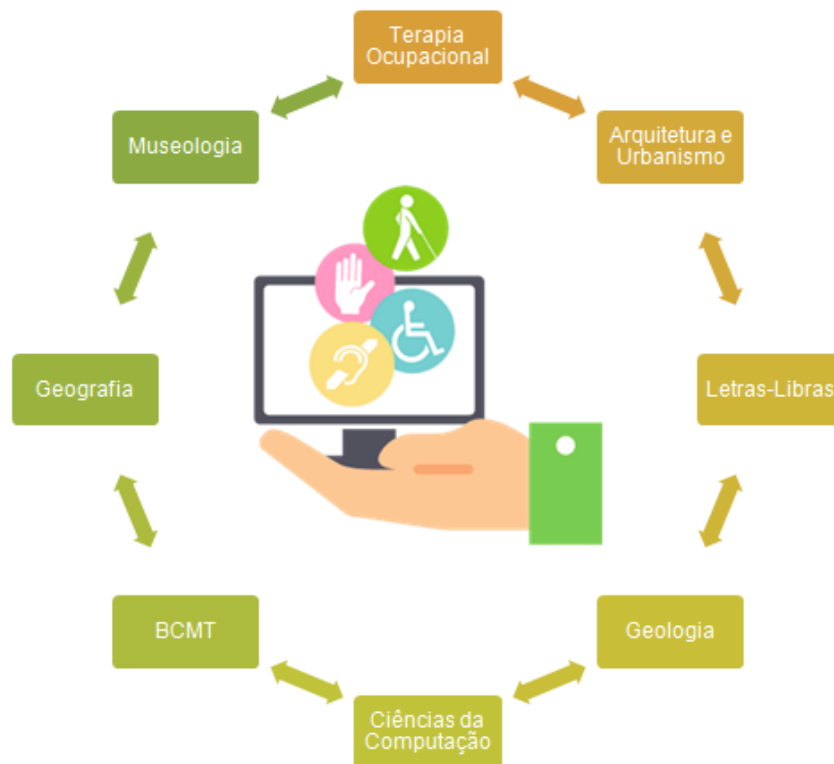 Terapia
Ocupacional
Arquitetura e
Urbanismo
Letras-Libras
Geologia
Ciências da
Computação
BCMT
Geografia
Museologia